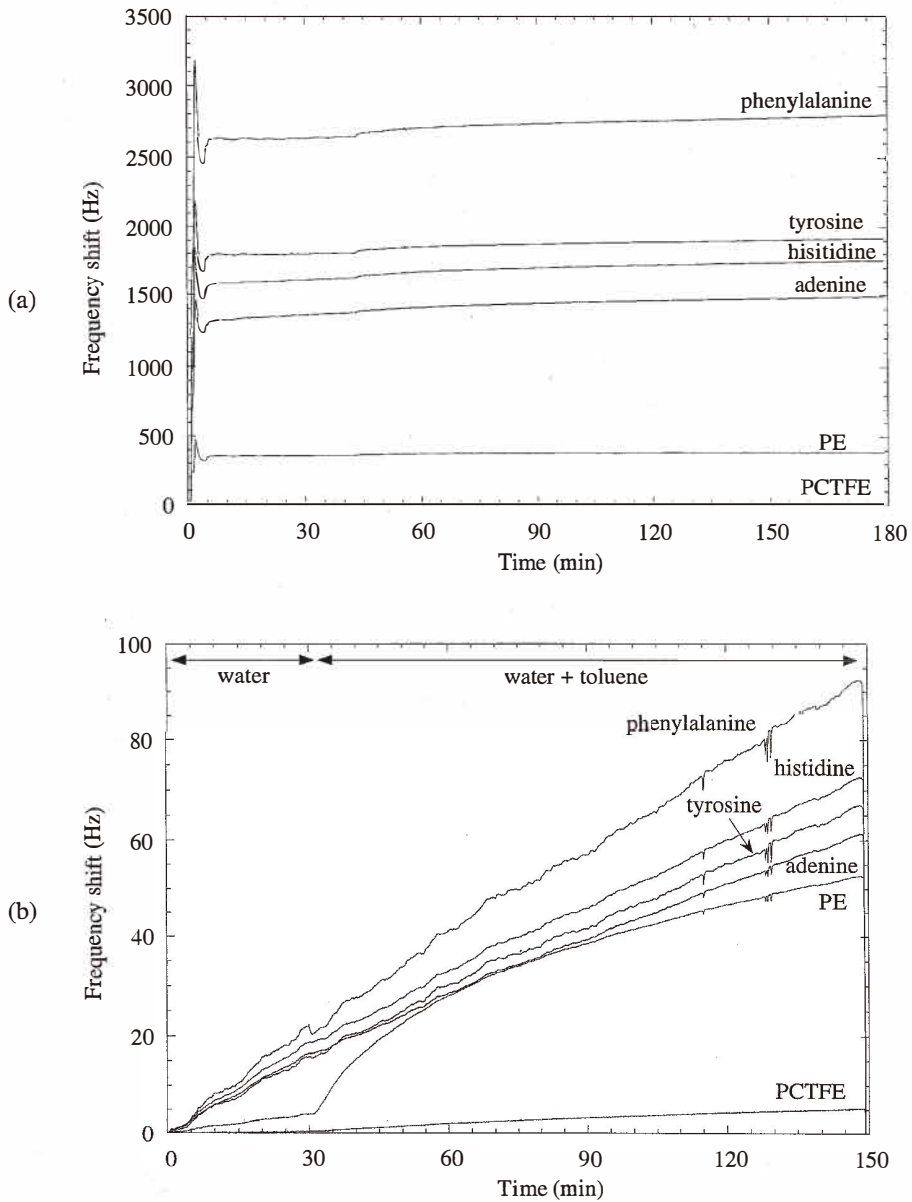 (a)
Frequency shift (Hz)
3500
3000
2500
2000
1500
1000
500
0
phenylalanine
tyrosine
hisitidine
adenine
PE
PCTFE
0 30 60 90 120 150 180
Time (min)
(b)
Frequency shift (Hz)
100
80
60
40
20
0
water
water + toluene
phenylalanine
histidine
tyrosine
adenine
PE
PCTFE
0 30 60 90 120 150
Time (min)